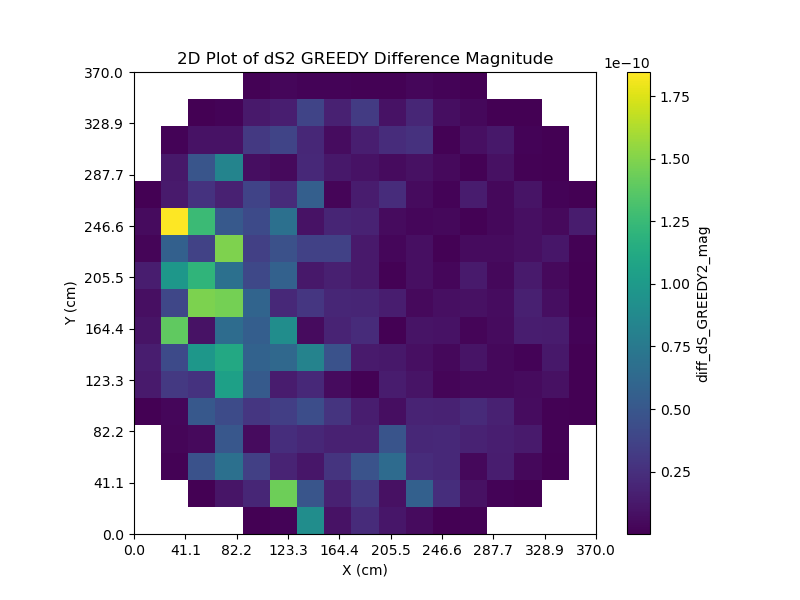 2D Plot of dS2 GREEDY Difference Magnitude
1e−10
370.0
328.9
287.7
246.6
205.5
164.4
123.3
82.2
41.1
0.0
Y (cm)
0.0 41.1 82.2 123.3 164.4 205.5 246.6 287.7 328.9 370.0
X (cm)
1.75
1.50
1.25
1.00
0.75
0.50
0.25
diff_dS_GREEDY2_mag